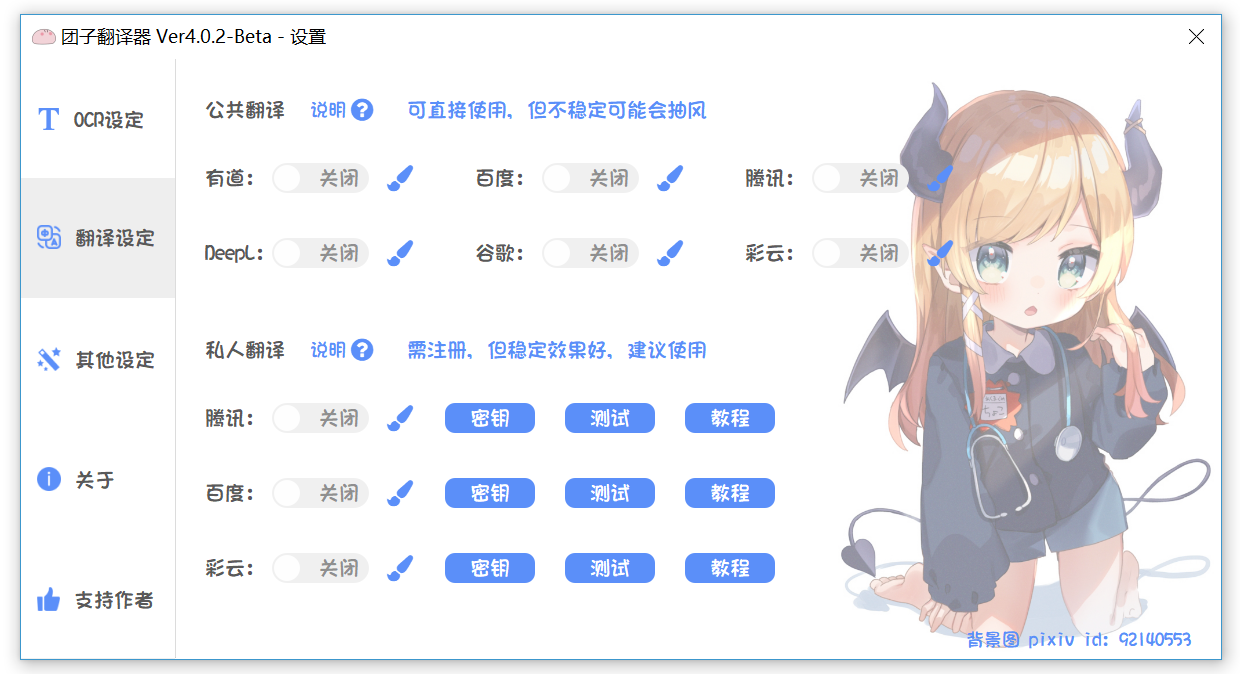 团子翻译器 Ver4.0.2-Beta - 设置
OCR设定
翻译设定
其他设定
关于
支持作者
公共翻译 说明 ? 可直接使用, 但不稳定可能会抽风
有道: 关闭 百度: 关闭 腾讯: 关闭
DeepL: 关闭 谷歌: 关闭 彩云: 关闭
私人翻译 说明 ? 需注册, 但稳定效果好, 建议使用
腾讯: 关闭 密钥 测试 教程
百度: 关闭 密钥 测试 教程
彩云: 关闭 密钥 测试 教程
背景图 pixiv id: 92140553